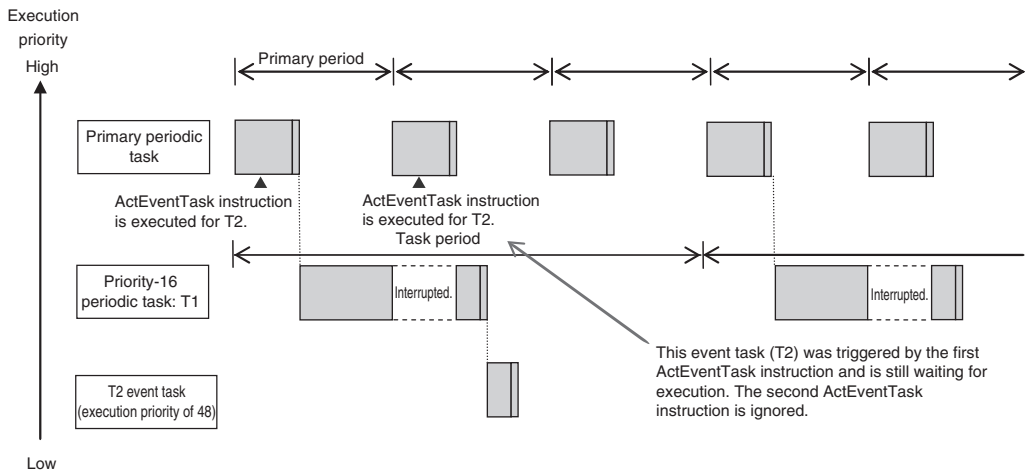 Execution
priority
High
Primary period
Primary periodic
task
ActEventTask instruction
is executed for T2.
ActEventTask instruction
is executed for T2.
Task period
Priority-16
periodic task: T1
Interrupted.
Interrupted.
This event task (T2) was triggered by the first
ActEventTask instruction and is still waiting for
execution. The second ActEventTask
instruction is ignored.
T2 event task
(execution priority of 48)
Low